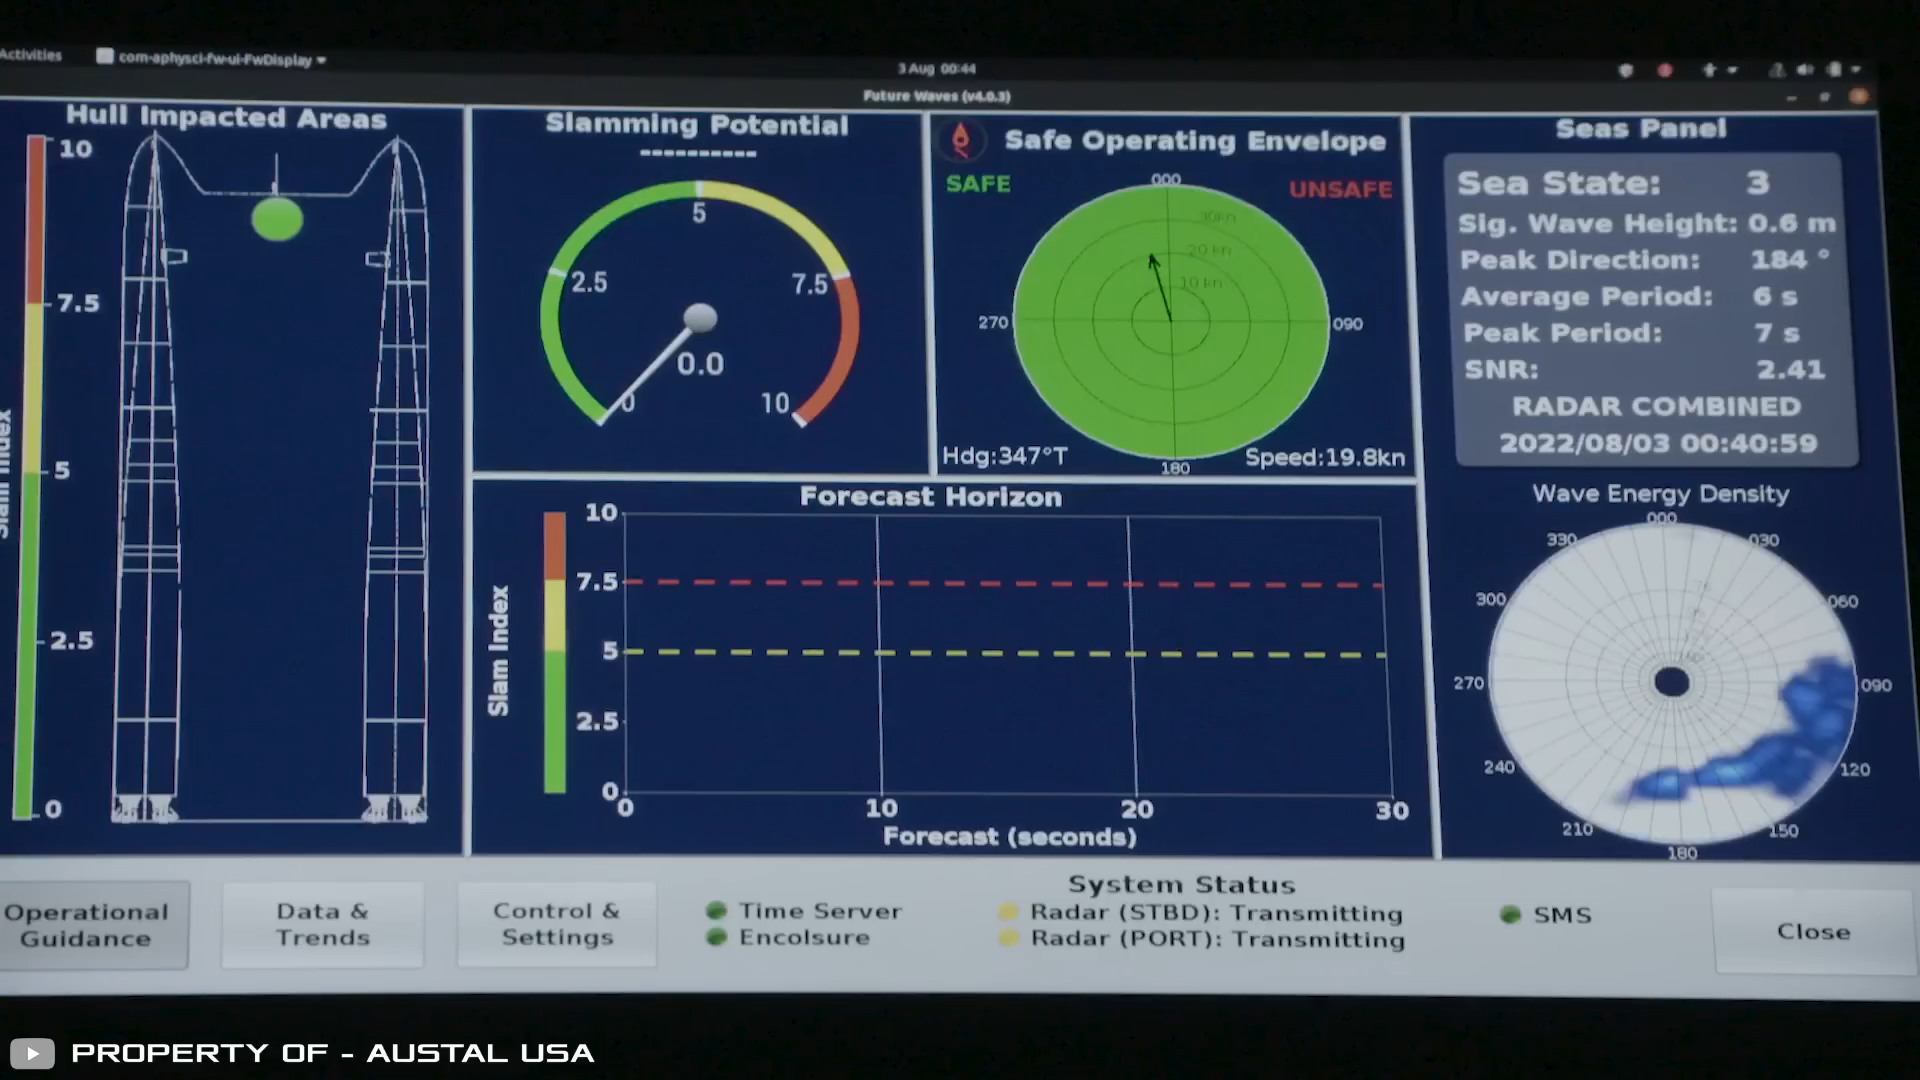 Activities
com-aphysci-fw-ui-FwDisplay
3 Aug 00:44
Future Waves (v4.0.3)
Hull Impacted Areas
10
7.5
5
2.5
0
Slam Index
Slamming Potential
----------
5
2.5
7.5
0.0
0
10
Safe Operating Envelope
SAFE
UNSAFE
000
30kn
20 kn
10 kn
270
090
180
Hdg:347°T
Speed:19.8kn
Forecast Horizon
10
7.5
5
2.5
0
Slam Index
0
10
20
30
Forecast (seconds)
Seas Panel
Sea State: 3
Sig. Wave Height: 0.6 m
Peak Direction: 184 °
Average Period: 6 s
Peak Period: 7 s
SNR: 2.41
RADAR COMBINED
2022/08/03 00:40:59
Wave Energy Density
000
330
030
300
060
270
090
240
120
210
150
180
Operational
Guidance
Data &
Trends
Control &
Settings
System Status
Time Server
Encolsure
Radar (STBD): Transmitting
Radar (PORT): Transmitting
SMS
Close
PROPERTY OF - AUSTAL USA